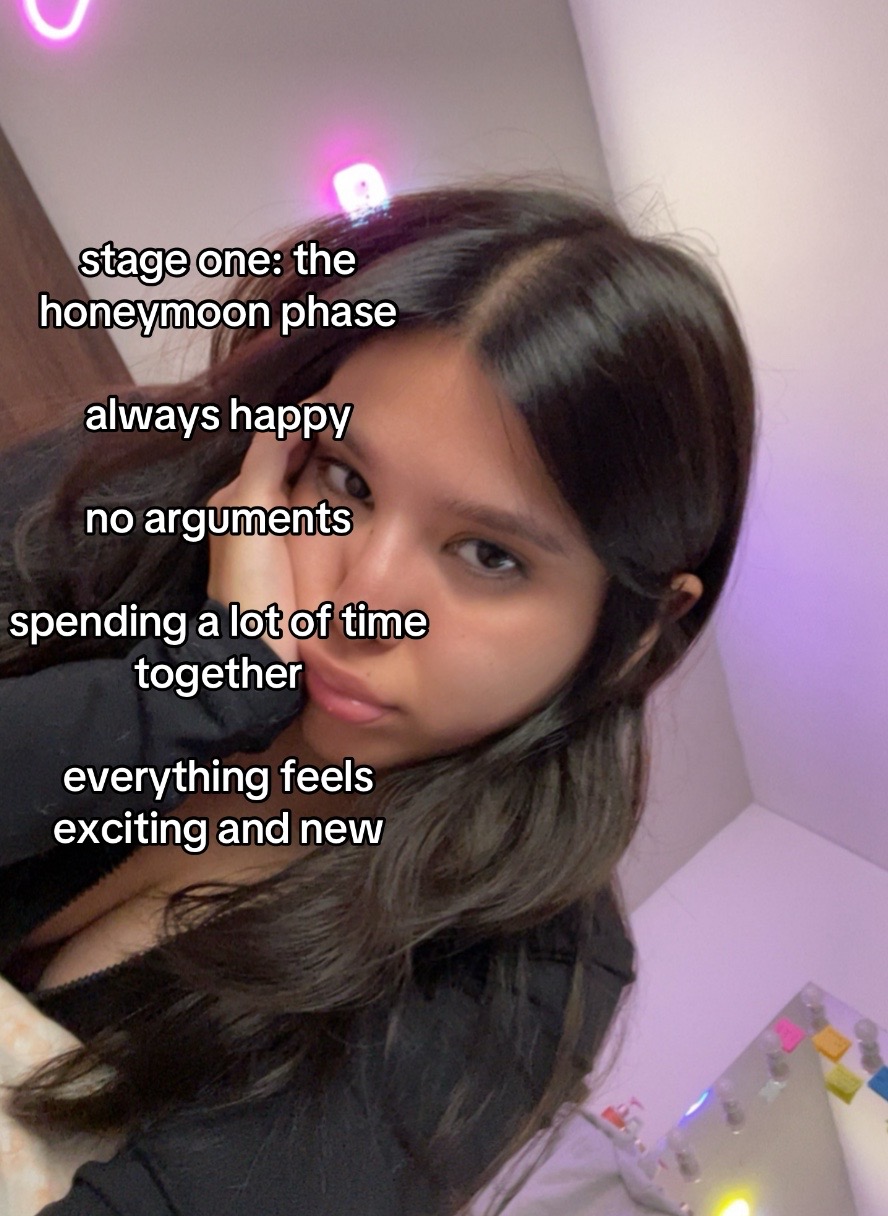 stage one: the
honeymoon phase
always happy
no arguments
spending a lot of time
together
everything feels
exciting and new